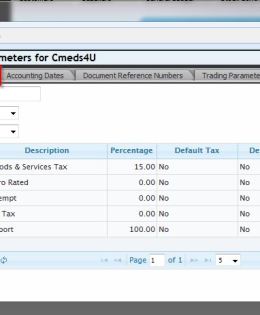 meters for Cmeds4U
Accounting Dates Document Reference Numbers Trading Paramete
Description Percentage Default Tax De
ods & Services Tax 15.00 No No
ro Rated 0.00 No No
empt 0.00 No No
Tax 0.00 No No
port 100.00 No No
Page 1 of 1 5